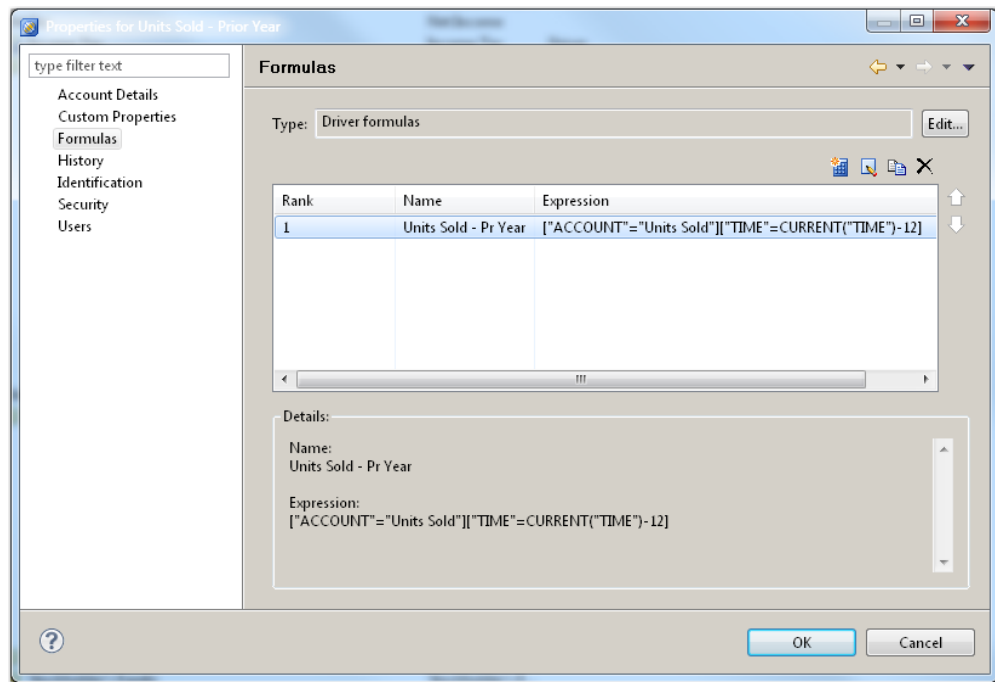 Properties for Units Sold - Prior Year
type filter text
Account Details
Custom Properties
Formulas
History
Identification
Security
Users
Formulas
Type: Driver formulas Edit...
Rank Name Expression
1 Units Sold - Pr Year ["ACCOUNT"="Units Sold"]["TIME"=CURRENT("TIME")-12]
Details:
Name:
Units Sold - Pr Year
Expression:
["ACCOUNT"="Units Sold"]["TIME"=CURRENT("TIME")-12]
OK Cancel